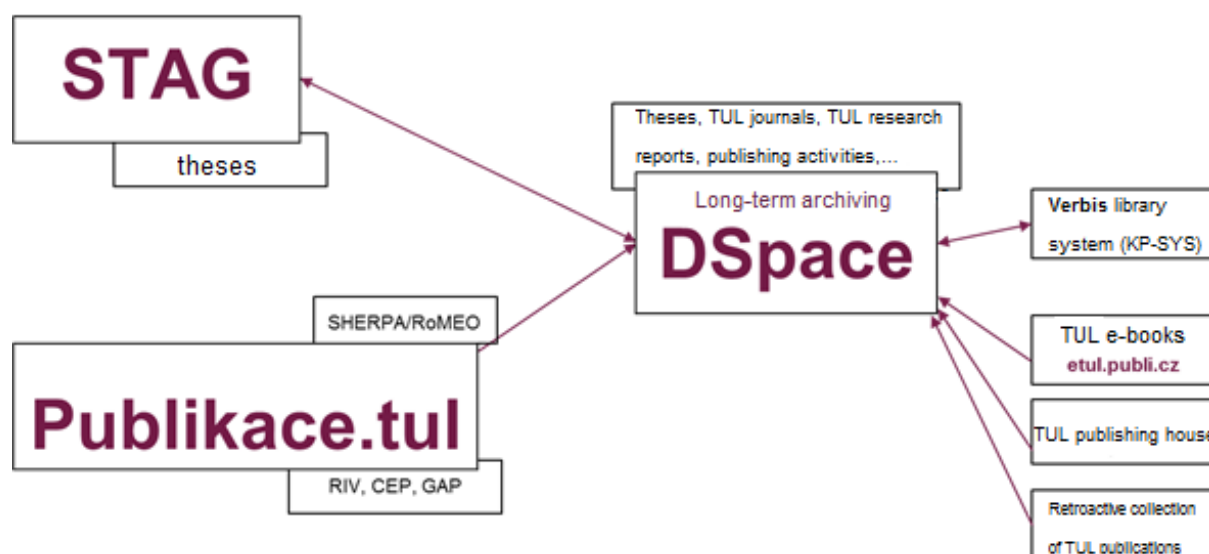 STAG
theses
Theses, TUL journals, TUL research
reports, publishing activities,...
Long-term archiving
DSpace
Verbis library
system (KP-SYS)
SHERPA/RoMEO
Publikace.tul
RIV, CEP, GAP
TUL e-books
etul.publi.cz
TUL publishing house
Retroactive collection
of TUL publications